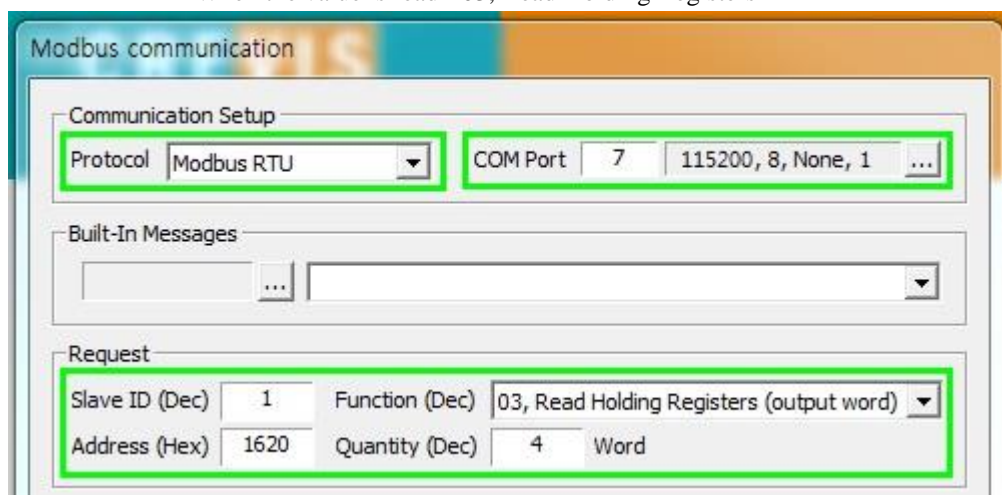 Modbus communication
Communication Setup
Protocol Modbus RTU COM Port 7 115200, 8, None, 1 ...
Built-In Messages
...
Request
Slave ID (Dec) 1 Function (Dec) 03, Read Holding Registers (output word)
Address (Hex) 1620 Quantity (Dec) 4 Word